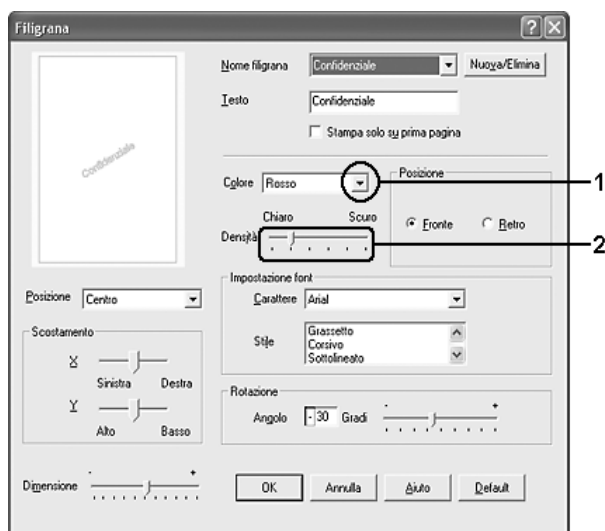 Filigrana
Confidenziale
Nome filigrana Confidenziale Nuova/Elimina
Testo Confidenziale
Stampa solo su prima pagina
Colore Rosso
Posizione
1
Chiaro Scuro
Densità
Fronte Retro
2
Impostazione font
Carattere Arial
Stile Grassetto
Corsivo
Sottolineato
Posizione Centro
Scostamento
X
Sinistra Destra
Y
Alto Basso
Rotazione
Angolo -30 Gradi - +
Dimensione - +
OK Annulla Aiuto Default